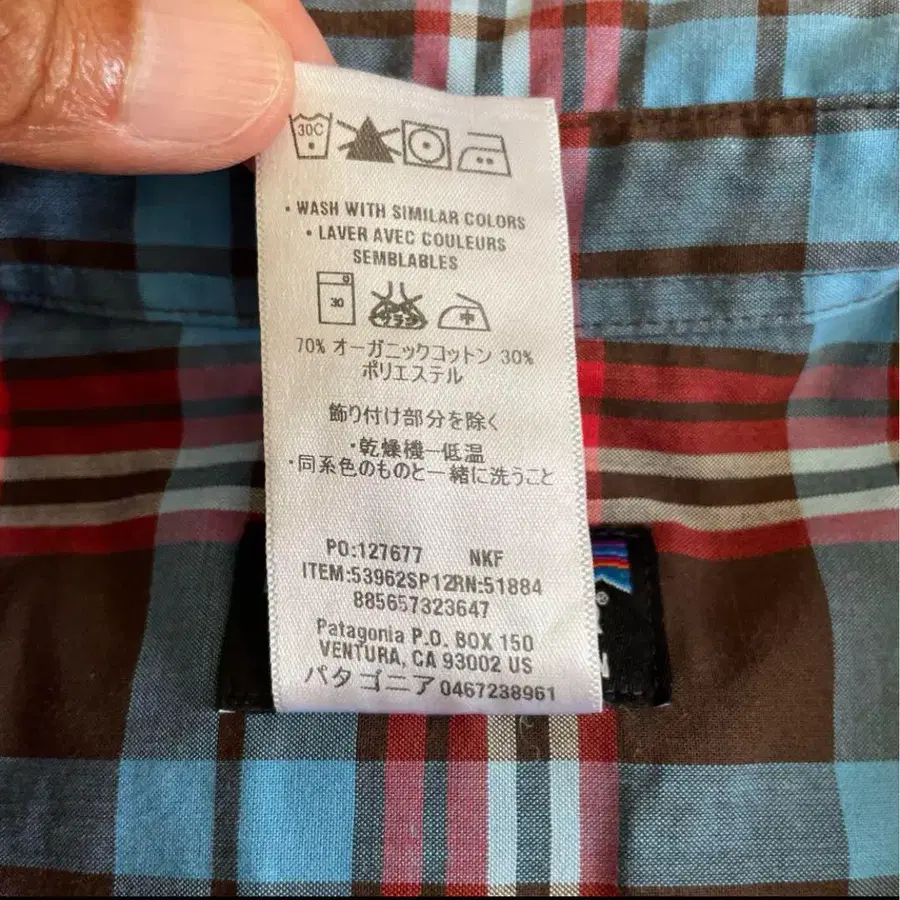 30C
• WASH WITH SIMILAR COLORS
• LAVER AVEC COULEURS
SEMBLABLES
30 中
70% オーガニックコットン 30%
ポリエステル
飾り付け部分を除く
・乾燥機一低温
・同系色のものと一緒に洗うこと
PO:127677 NKF
ITEM:53962SP12RN:51884
885657323647
Patagonia P.O. BOX 150
VENTURA, CA 93002 US
パタゴニア 0467238961